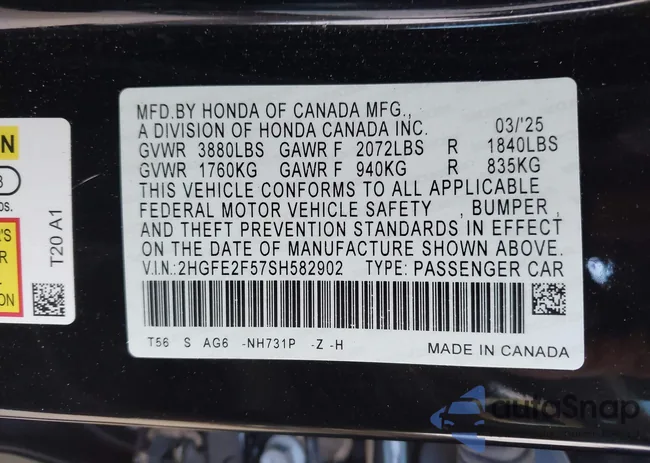 MFD.BY HONDA OF CANADA MFG.,
A DIVISION OF HONDA CANADA INC. 03/'25
GVWR 3880LBS GAWR F 2072LBS R 1840LBS
GVWR 1760KG GAWR F 940KG R 835KG
THIS VEHICLE CONFORMS TO ALL APPLICABLE
FEDERAL MOTOR VEHICLE SAFETY , BUMPER ,
AND THEFT PREVENTION STANDARDS IN EFFECT
ON THE DATE OF MANUFACTURE SHOWN ABOVE.
V.I.N.:2HGFE2F57SH582902 TYPE: PASSENGER CAR
T56 S AG6 -NH731P -Z -H
MADE IN CANADA
T20 A1
autoSnap